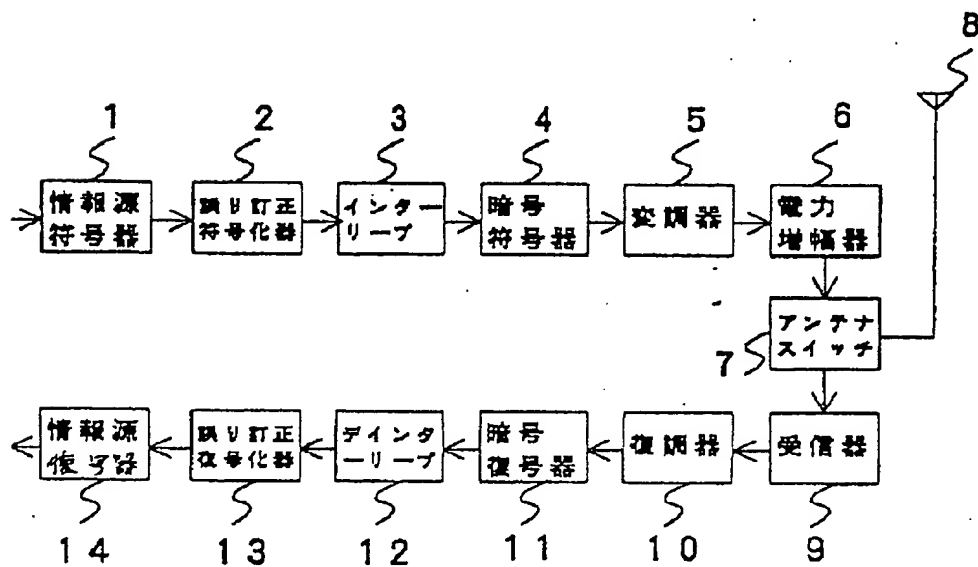 8
1
2
3
4
5
6
情報源
符号器
誤り訂正
符号化器
インター
リーブ
暗号
符号器
変調器
電力
増幅器
アンテナ
スイッチ
7
情報源
復号器
誤り訂正
復号化器
デインタ
ーリーブ
暗号
復号器
復調器
受信器
14
13
12
11
10
9